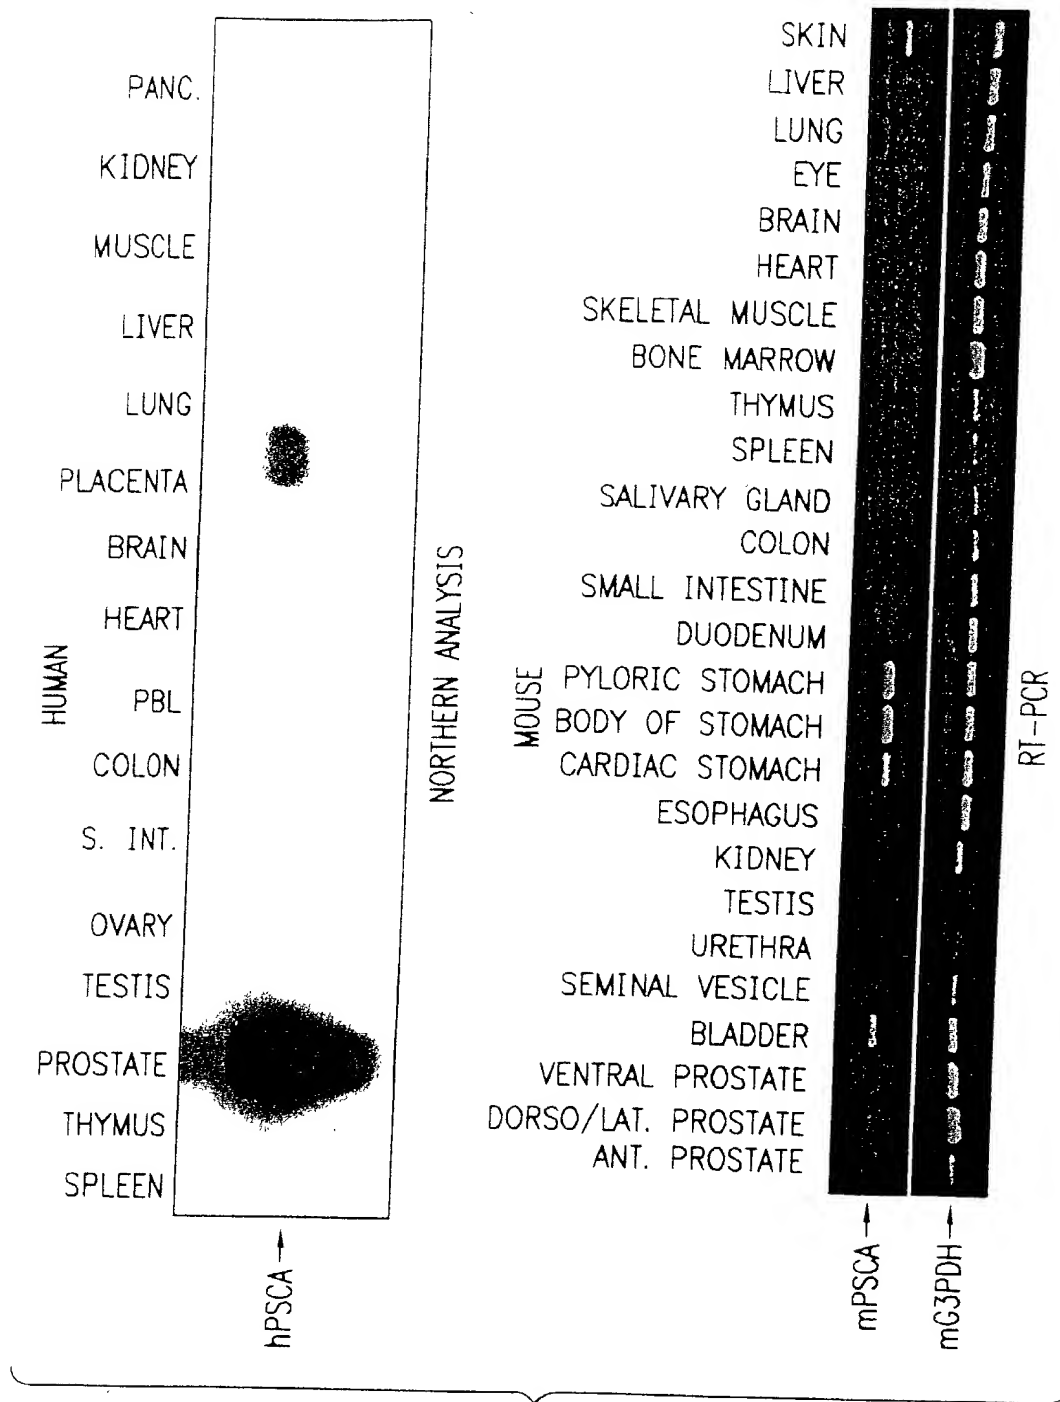 HUMAN
PANC.
KIDNEY
MUSCLE
LIVER
LUNG
PLACENTA
BRAIN
HEART
PBL
COLON
S. INT.
OVARY
TESTIS
PROSTATE
THYMUS
SPLEEN
hPSCA
NORTHERN ANALYSIS
MOUSE
SKIN
LIVER
LUNG
EYE
BRAIN
HEART
SKELETAL MUSCLE
BONE MARROW
THYMUS
SPLEEN
SALIVARY GLAND
COLON
SMALL INTESTINE
DUODENUM
PYLORIC STOMACH
BODY OF STOMACH
CARDIAC STOMACH
ESOPHAGUS
KIDNEY
TESTIS
URETHRA
SEMINAL VESICLE
BLADDER
VENTRAL PROSTATE
DORSO/LAT. PROSTATE
ANT. PROSTATE
mPSCA
mG3PDH
RT-PCR